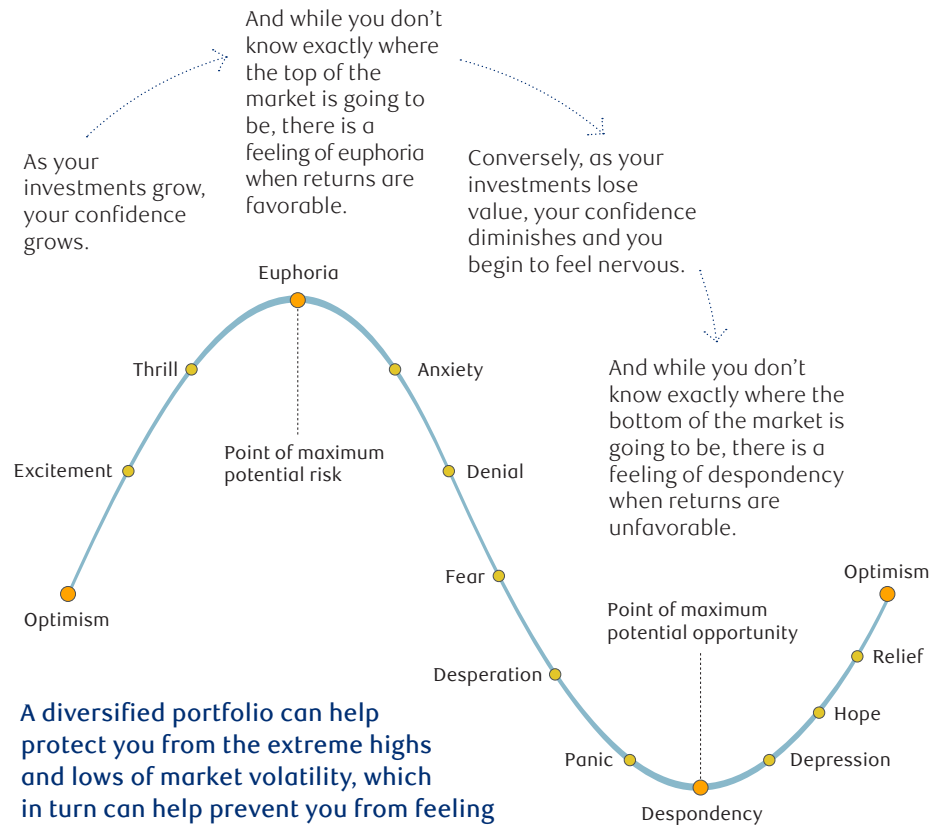 As your
investments grow,
your confidence
grows.
And while you don’t
know exactly where
the top of the
market is going to
be, there is a
feeling of euphoria
when returns are
favorable.
Conversely, as your
investments lose
value, your confidence
diminishes and you
begin to feel nervous.
And while you don’t
know exactly where the
bottom of the market is
going to be, there is a
feeling of despondency
when returns are
unfavorable.
Optimism
Excitement
Thrill
Euphoria
Point of maximum
potential risk
Anxiety
Denial
Fear
Desperation
Panic
Despondency
Point of maximum
potential opportunity
Depression
Hope
Relief
Optimism
A diversified portfolio can help
protect you from the extreme highs
and lows of market volatility, which
in turn can help prevent you from feeling